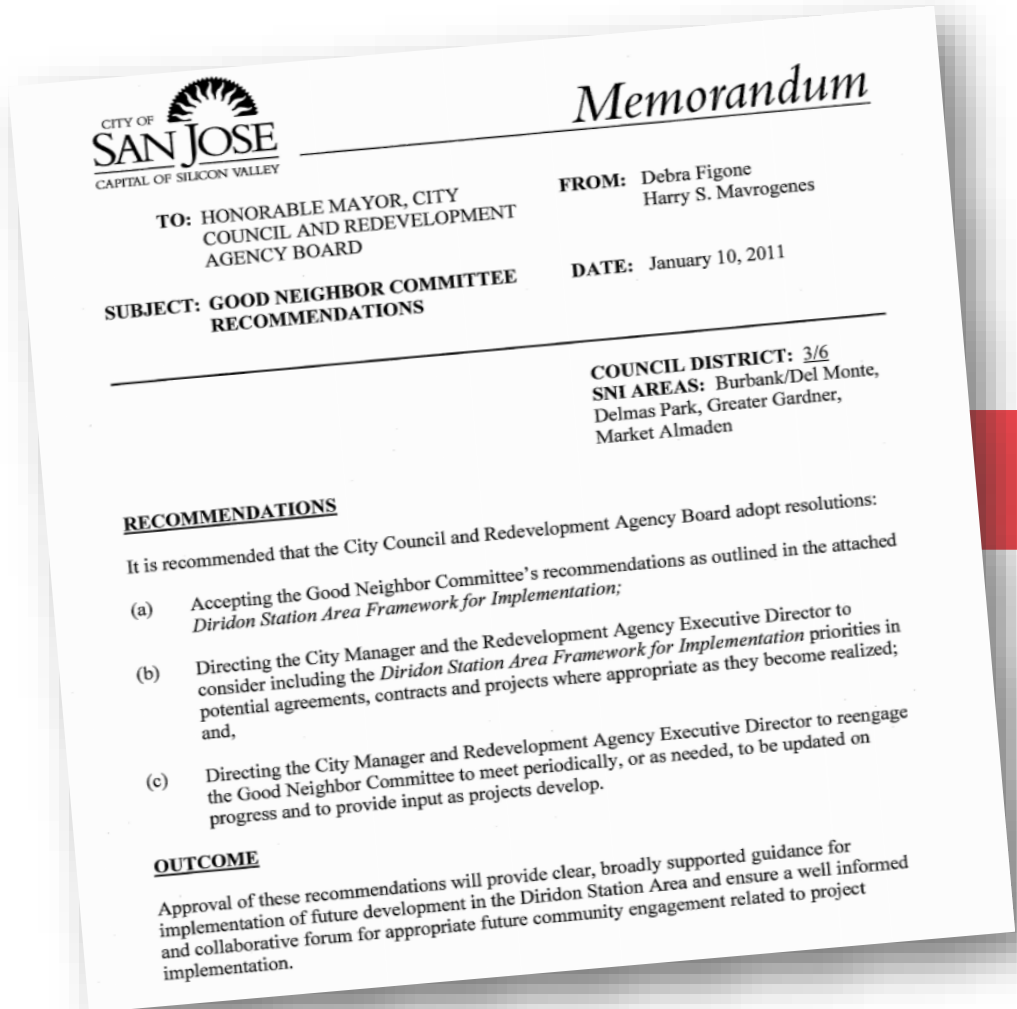 CITY OF
SAN JOSE
CAPITAL OF SILICON VALLEY
Memorandum
TO: HONORABLE MAYOR, CITY
COUNCIL AND REDEVELOPMENT
AGENCY BOARD
FROM: Debra Figone
Harry S. Mavrogenes
SUBJECT: GOOD NEIGHBOR COMMITTEE
RECOMMENDATIONS
DATE: January 10, 2011
COUNCIL DISTRICT: 3/6
SNI AREAS: Burbank/Del Monte,
Delmas Park, Greater Gardner,
Market Almaden
RECOMMENDATIONS
It is recommended that the City Council and Redevelopment Agency Board adopt resolutions:
(a) Accepting the Good Neighbor Committee's recommendations as outlined in the attached
Diridon Station Area Framework for Implementation;
(b) Directing the City Manager and the Redevelopment Agency Executive Director to
consider including the Diridon Station Area Framework for Implementation priorities in
potential agreements, contracts and projects where appropriate as they become realized;
and,
(c) Directing the City Manager and Redevelopment Agency Executive Director to reengage
the Good Neighbor Committee to meet periodically, or as needed, to be updated on
progress and to provide input as projects develop.
OUTCOME
Approval of these recommendations will provide clear, broadly supported guidance for
implementation of future development in the Diridon Station Area and ensure a well informed
and collaborative forum for appropriate future community engagement related to project
implementation.